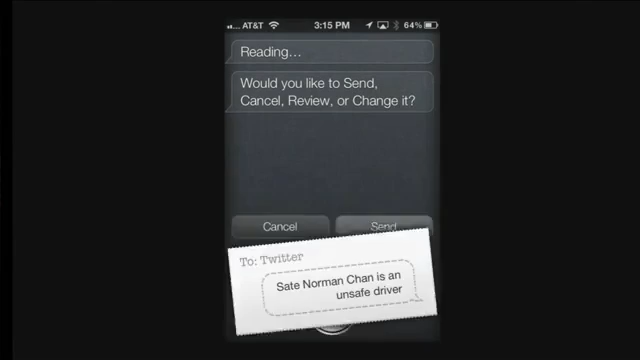 AT&T 3:15 PM 64%
Reading...
Would you like to Send,
Cancel, Review, or Change it?
Cancel Send
To: Twitter
Sate Norman Chan is an
unsafe driver